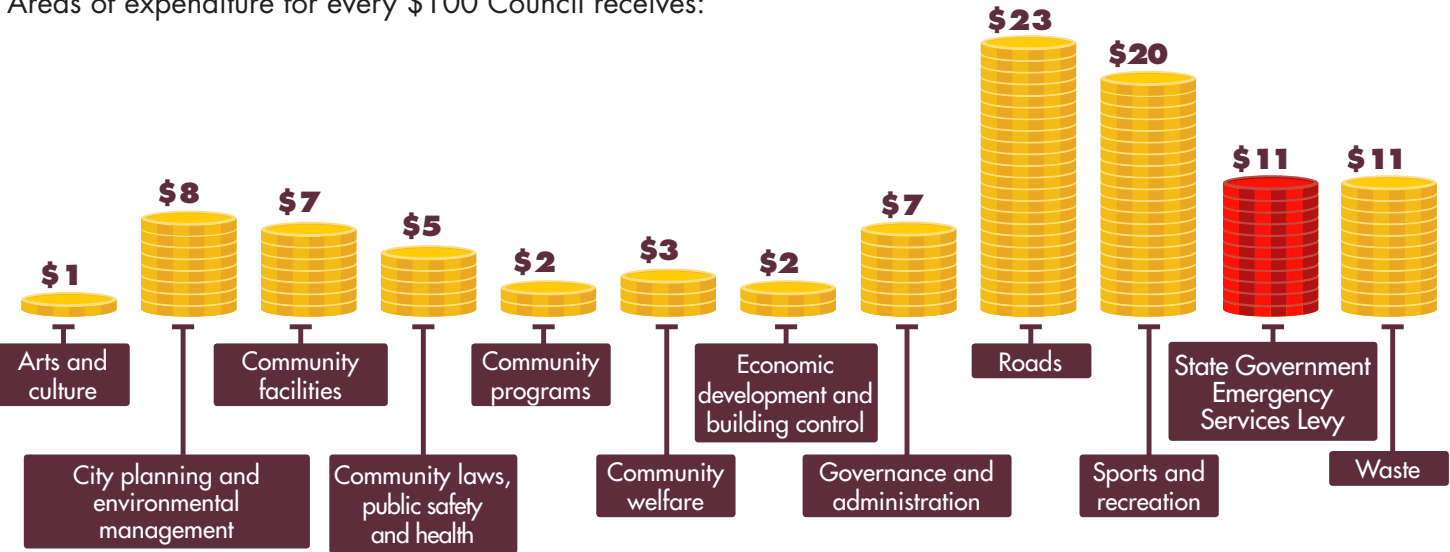 Areas of expenditure for every $100 Council receives:
$1
$8
$7
$5
$2
$3
$2
$7
$23
$20
$11
$11
Arts and
culture
City planning and
environmental
management
Community
facilities
Community laws,
public safety
and health
Community
programs
Community
welfare
Economic
development and
building control
Governance and
administration
Roads
Sports and
recreation
State Government
Emergency
Services Levy
Waste